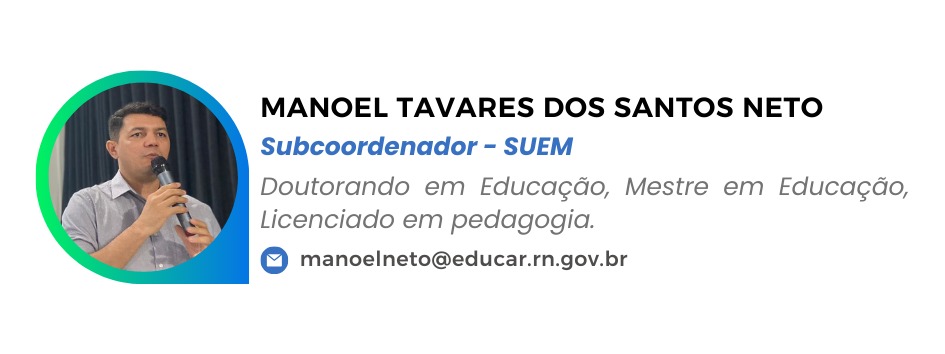 MANOEL TAVARES DOS SANTOS NETO
Subcoordenador - SUEM
Doutorando em Educação, Mestre em Educação,
Licenciado em pedagogia.
manoelneto@educar.rn.gov.br